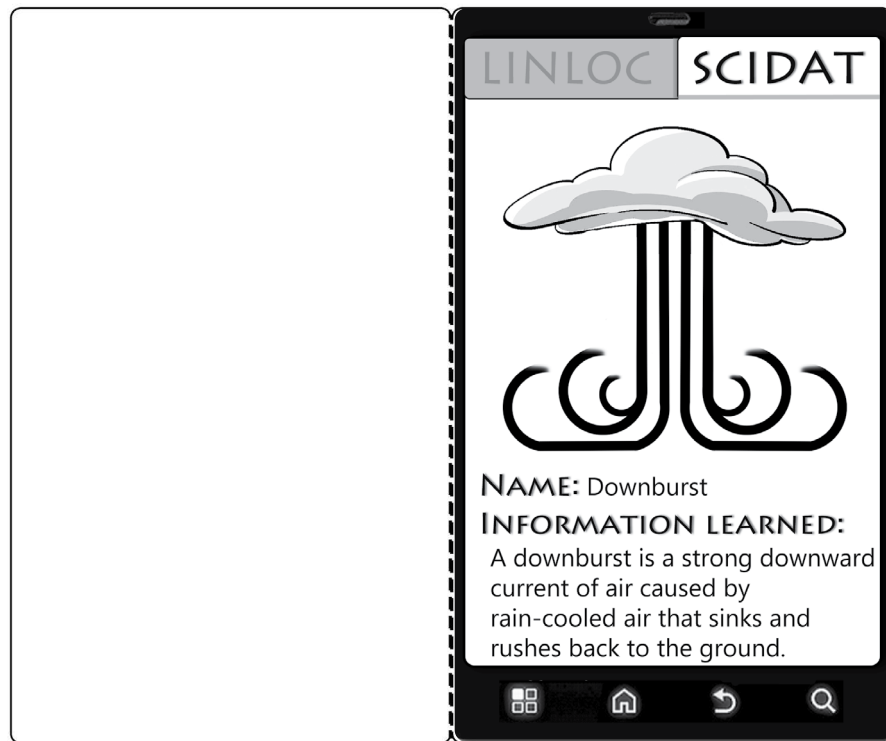 LINLOC SCIDAT
NAME: Downburst
INFORMATION LEARNED:
A downburst is a strong downward
current of air caused by
rain-cooled air that sinks and
rushes back to the ground.